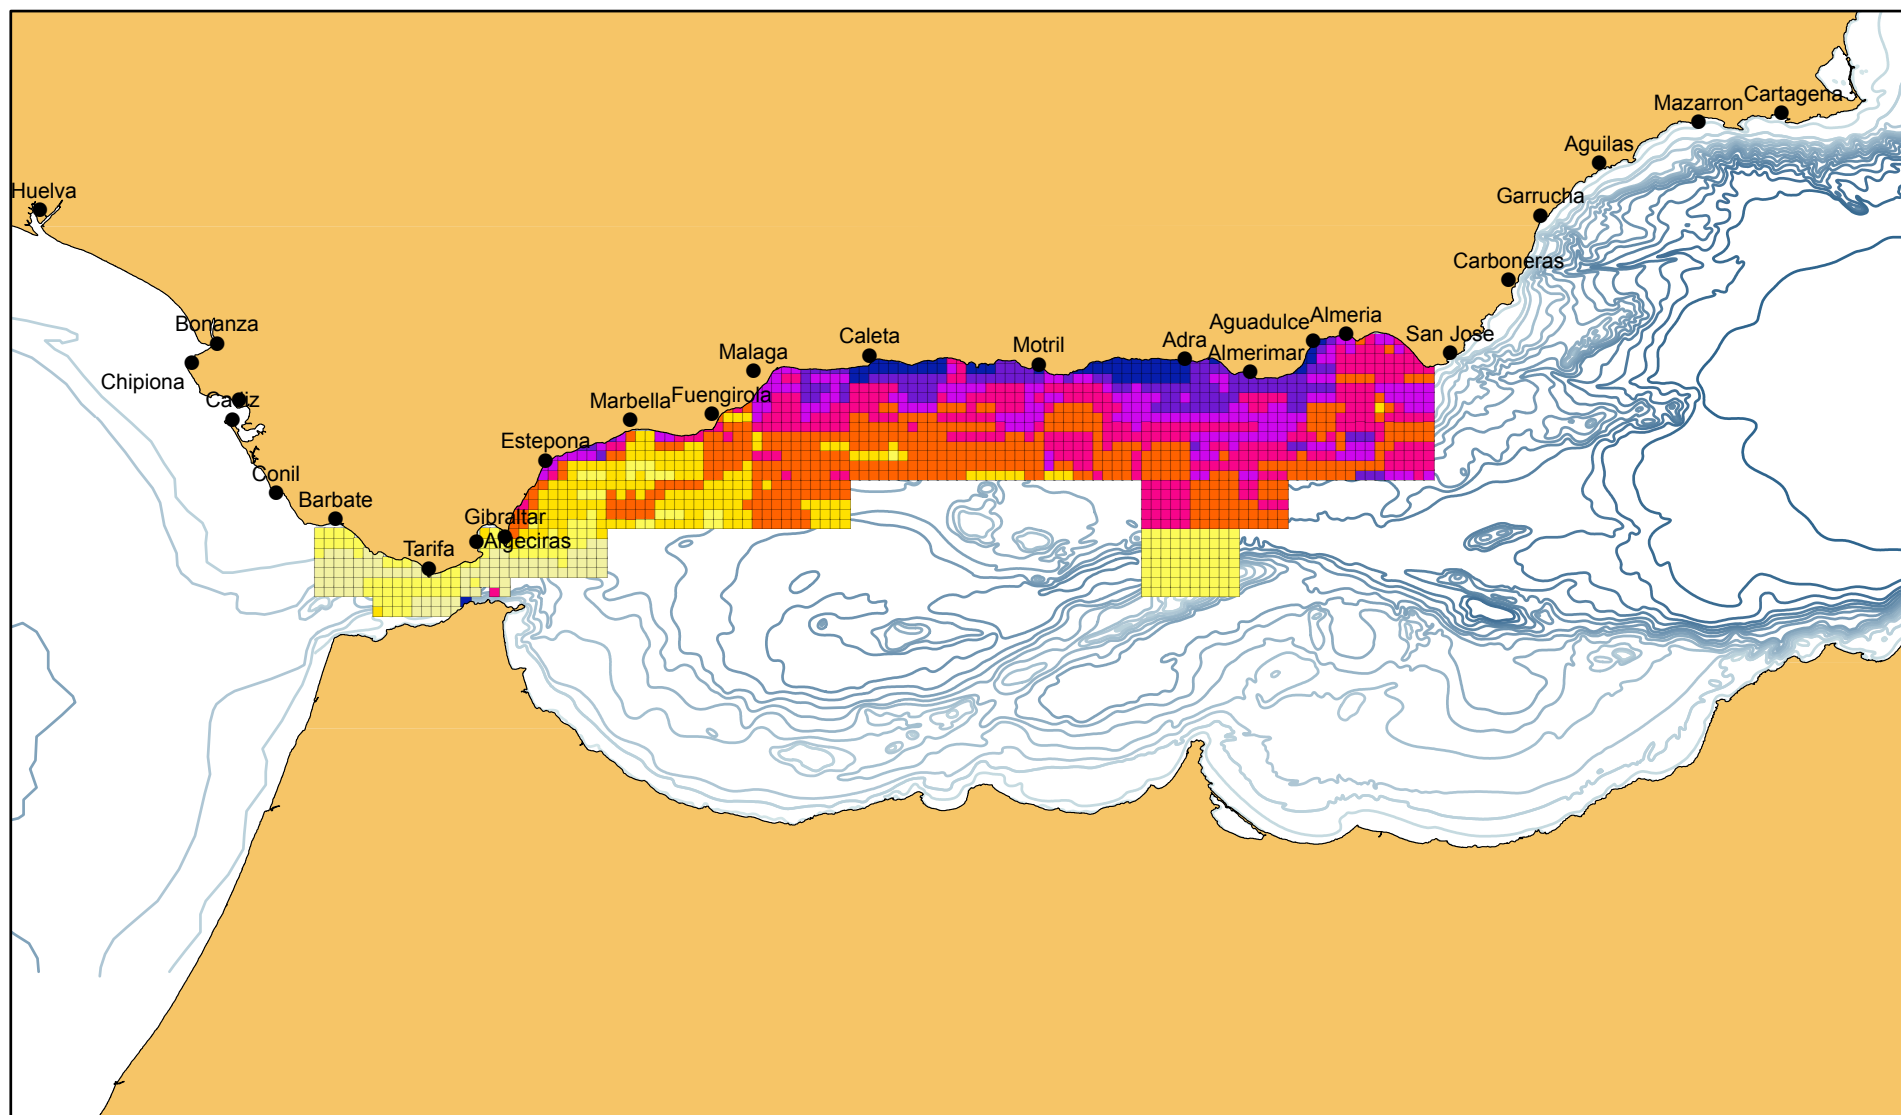 Cartagena
Mazarron
Aguilas
Huelva
Garrucha
Carboneras
Bonanza
Aguadulce
Almeria
San Jose
Caleta
Motril
Adra
Malaga
Almerimar
Chipiona
Cadiz
Marbella
Fuengirola
Estepona
Conil
Barbate
Gibraltar
Tarifa
Algeciras